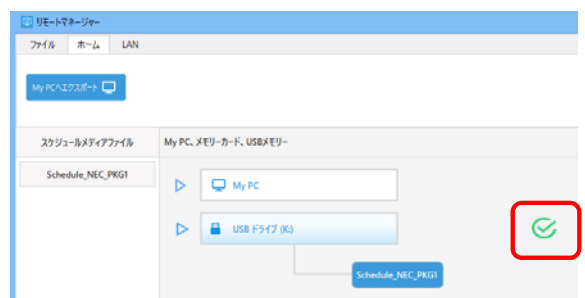 リモートマネージャー
ファイル ホーム LAN
My PCへエクスポート
スケジュールメディアファイル My PC、メモリーカード、USBメモリー
Schedule_NEC_PKG1
My PC
USB ドライブ (K:)
Schedule_NEC_PKG1